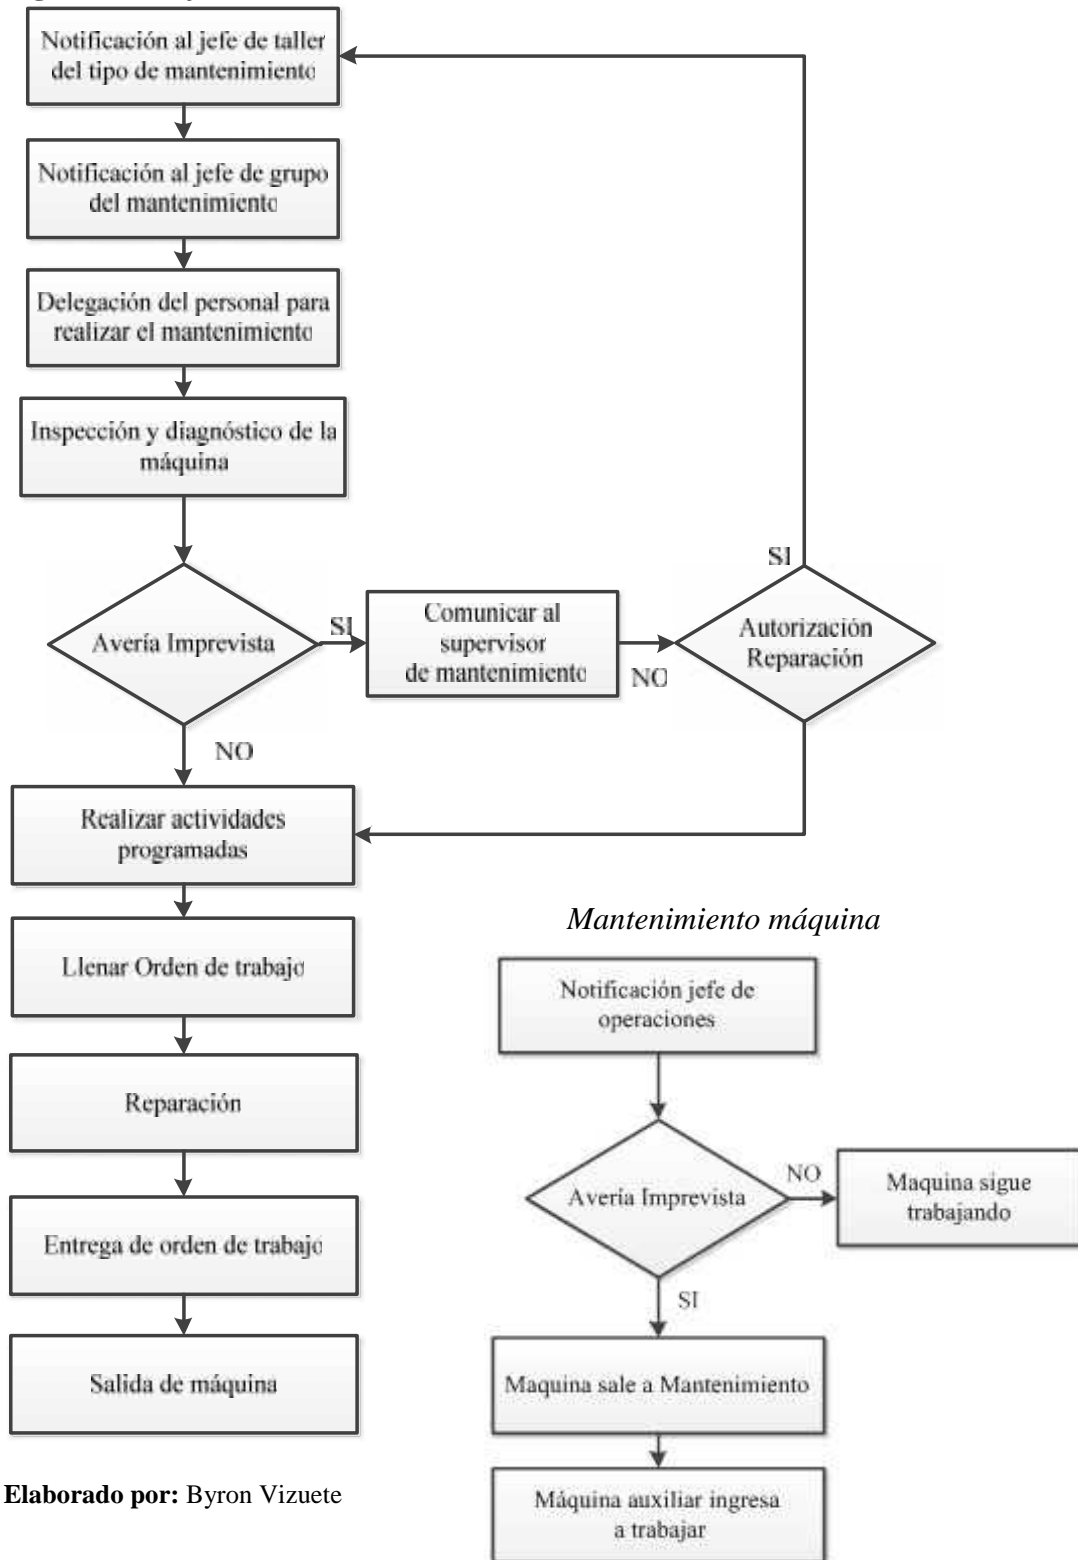 Notificación al jefe de taller
del tipo de mantenimiento
Notificación al jefe de grupo
del mantenimiento
Delegación del personal para
realizar el mantenimiento
Inspección y diagnóstico de la
máquina
Avería Imprevista
SI
Comunicar al
supervisor
de mantenimiento
NO
SI
Autorización
Reparación
NO
Realizar actividades
programadas
Llenar Orden de trabajo
Reparación
Entrega de orden de trabajo
Salida de máquina
Elaborado por: Byron Vizuete
Mantenimiento máquina
Notificación jefe de
operaciones
Avería Imprevista
NO
Maquina sigue
trabajando
SI
Maquina sale a Mantenimiento
Máquina auxiliar ingresa
a trabajar